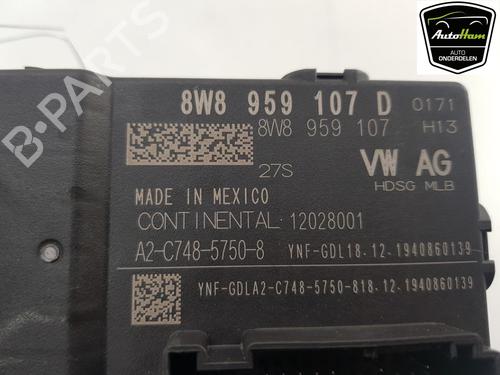 AutoHam
AUTO
ONDERDELEN
8W8 959 107 D 0171
8W8 959 107 H13
27S VW AG
HDSG MLB
MADE IN MEXICO
CONTINENTAL: 12028001
A2-C748-5750-8 YNF-GDL18.12.1940860139
YNF-GDLA2-C748-5750-818.12.1940860139